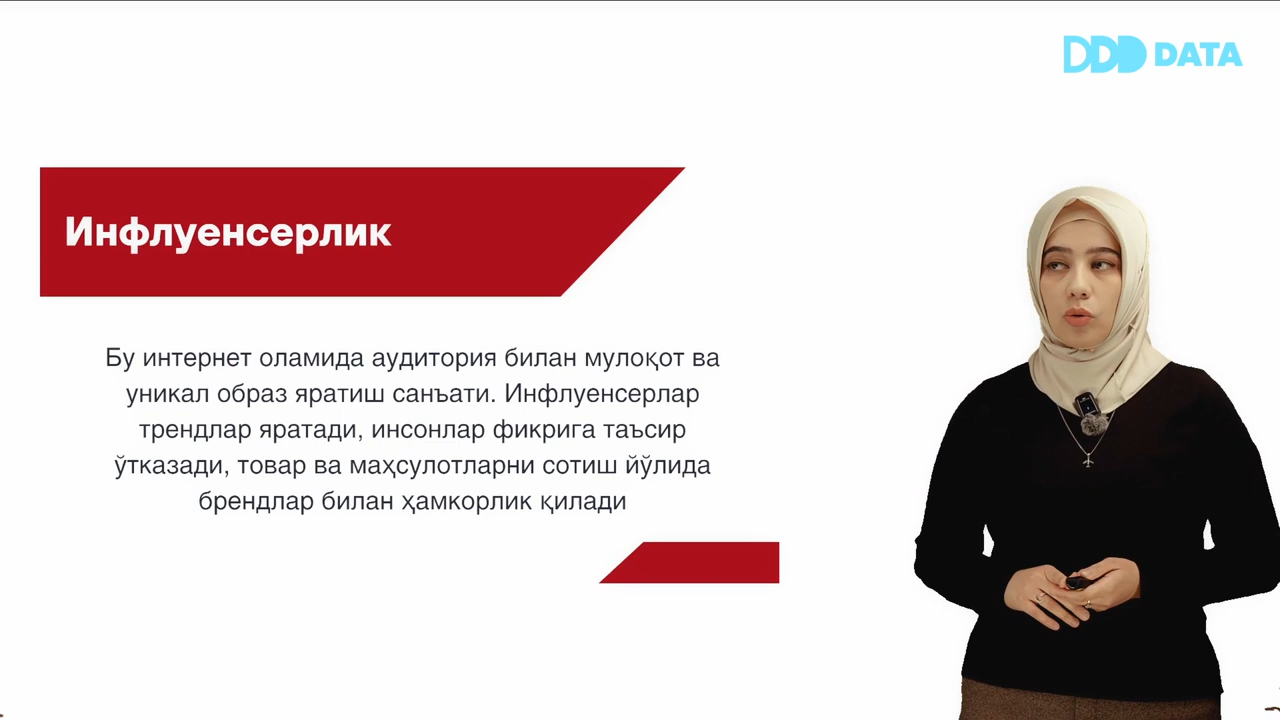 DDD DATA
Инфлуенсерлик
Бу интернет оламида аудитория билан мулоқот ва
уникал образ яратиш санъати. Инфлуенсерлар
трендлар яратади, инсонлар фикрига таъсир
ўтказади, товар ва маҳсулотларни сотиш йўлида
брендлар билан ҳамкорлик қилади